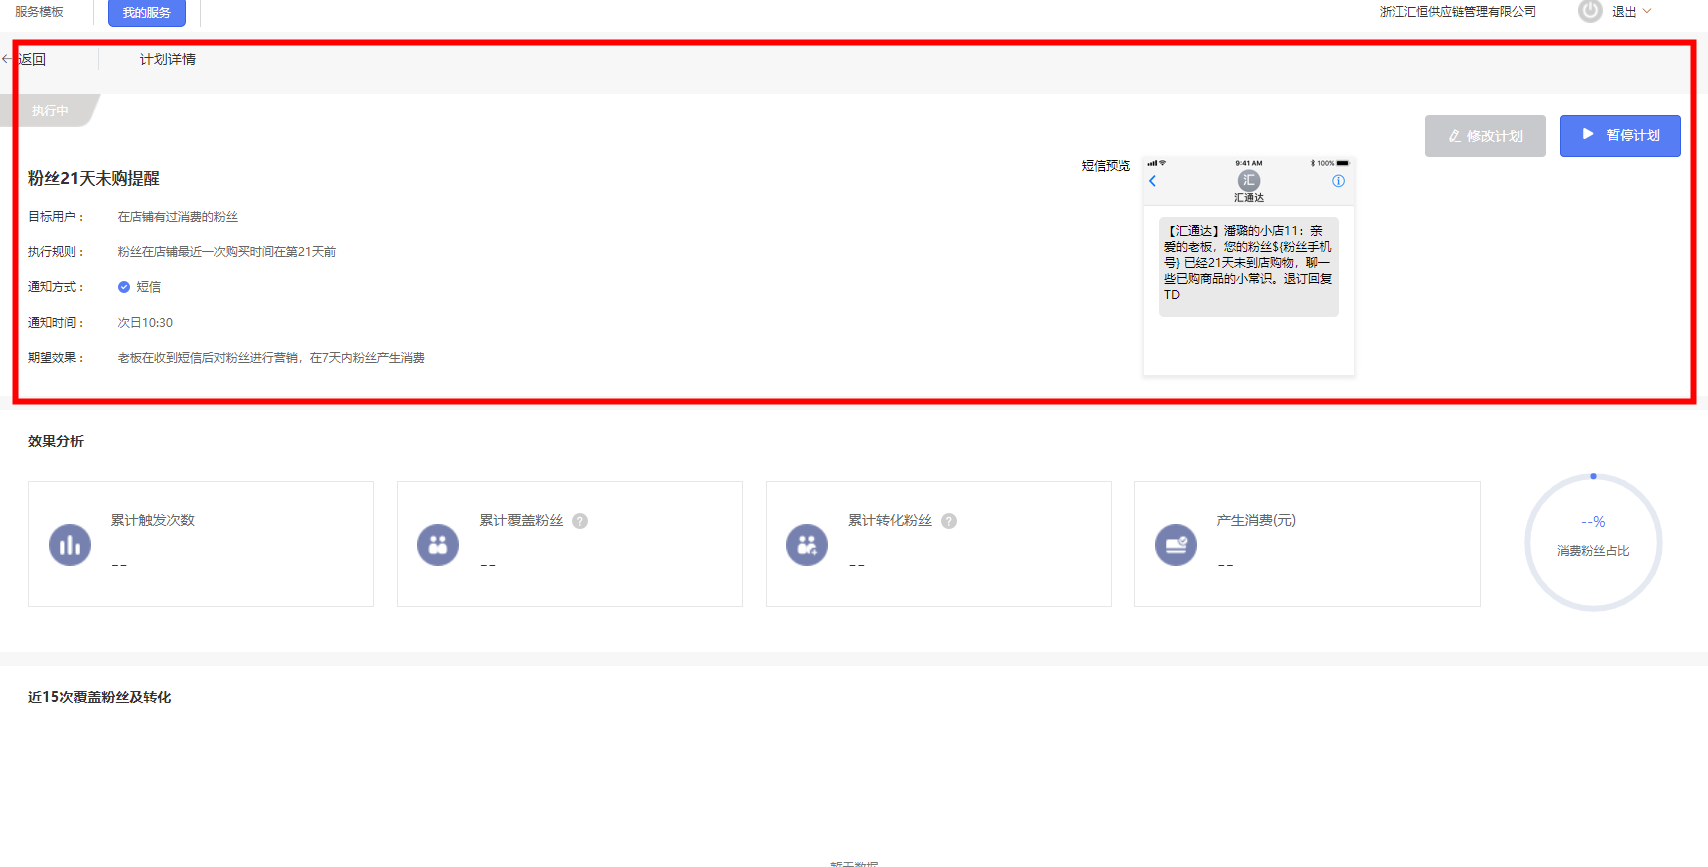 服务模板
我的服务
浙江汇恒供应链管理有限公司
退出
返回
计划详情
执行中
修改计划
暂停计划
粉丝21天未购提醒
目标用户：
在店铺有过消费的粉丝
执行规则：
粉丝在店铺最近一次购买时间在第21天前
通知方式：
短信
通知时间：
次日10:30
期望效果：
老板在收到短信后对粉丝进行营销，在7天内粉丝产生消费
短信预览
9:41 AM
100%
汇
汇通达
【汇通达】潘璐的小店11：亲
爱的老板，您的粉丝${粉丝手机
号} 已经21天未到店购物，聊一
些已购商品的小常识。退订回复
TD
效果分析
累计触发次数
--
累计覆盖粉丝 ?
--
累计转化粉丝 ?
--
产生消费(元)
--
--%
消费粉丝占比
近15次覆盖粉丝及转化
暂无数据